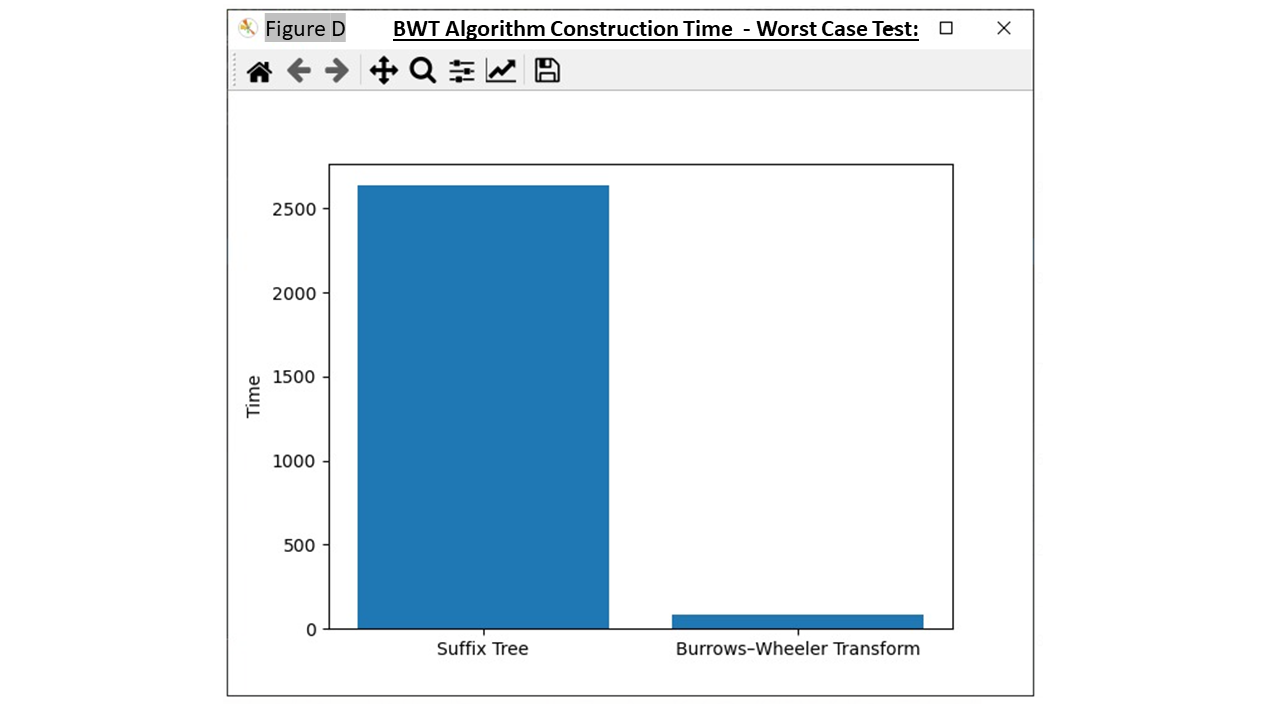 Figure D
BWT Algorithm Construction Time  - Worst Case Test:
2500
2000
1500
1000
500
0
Time
Suffix Tree
Burrows–Wheeler Transform